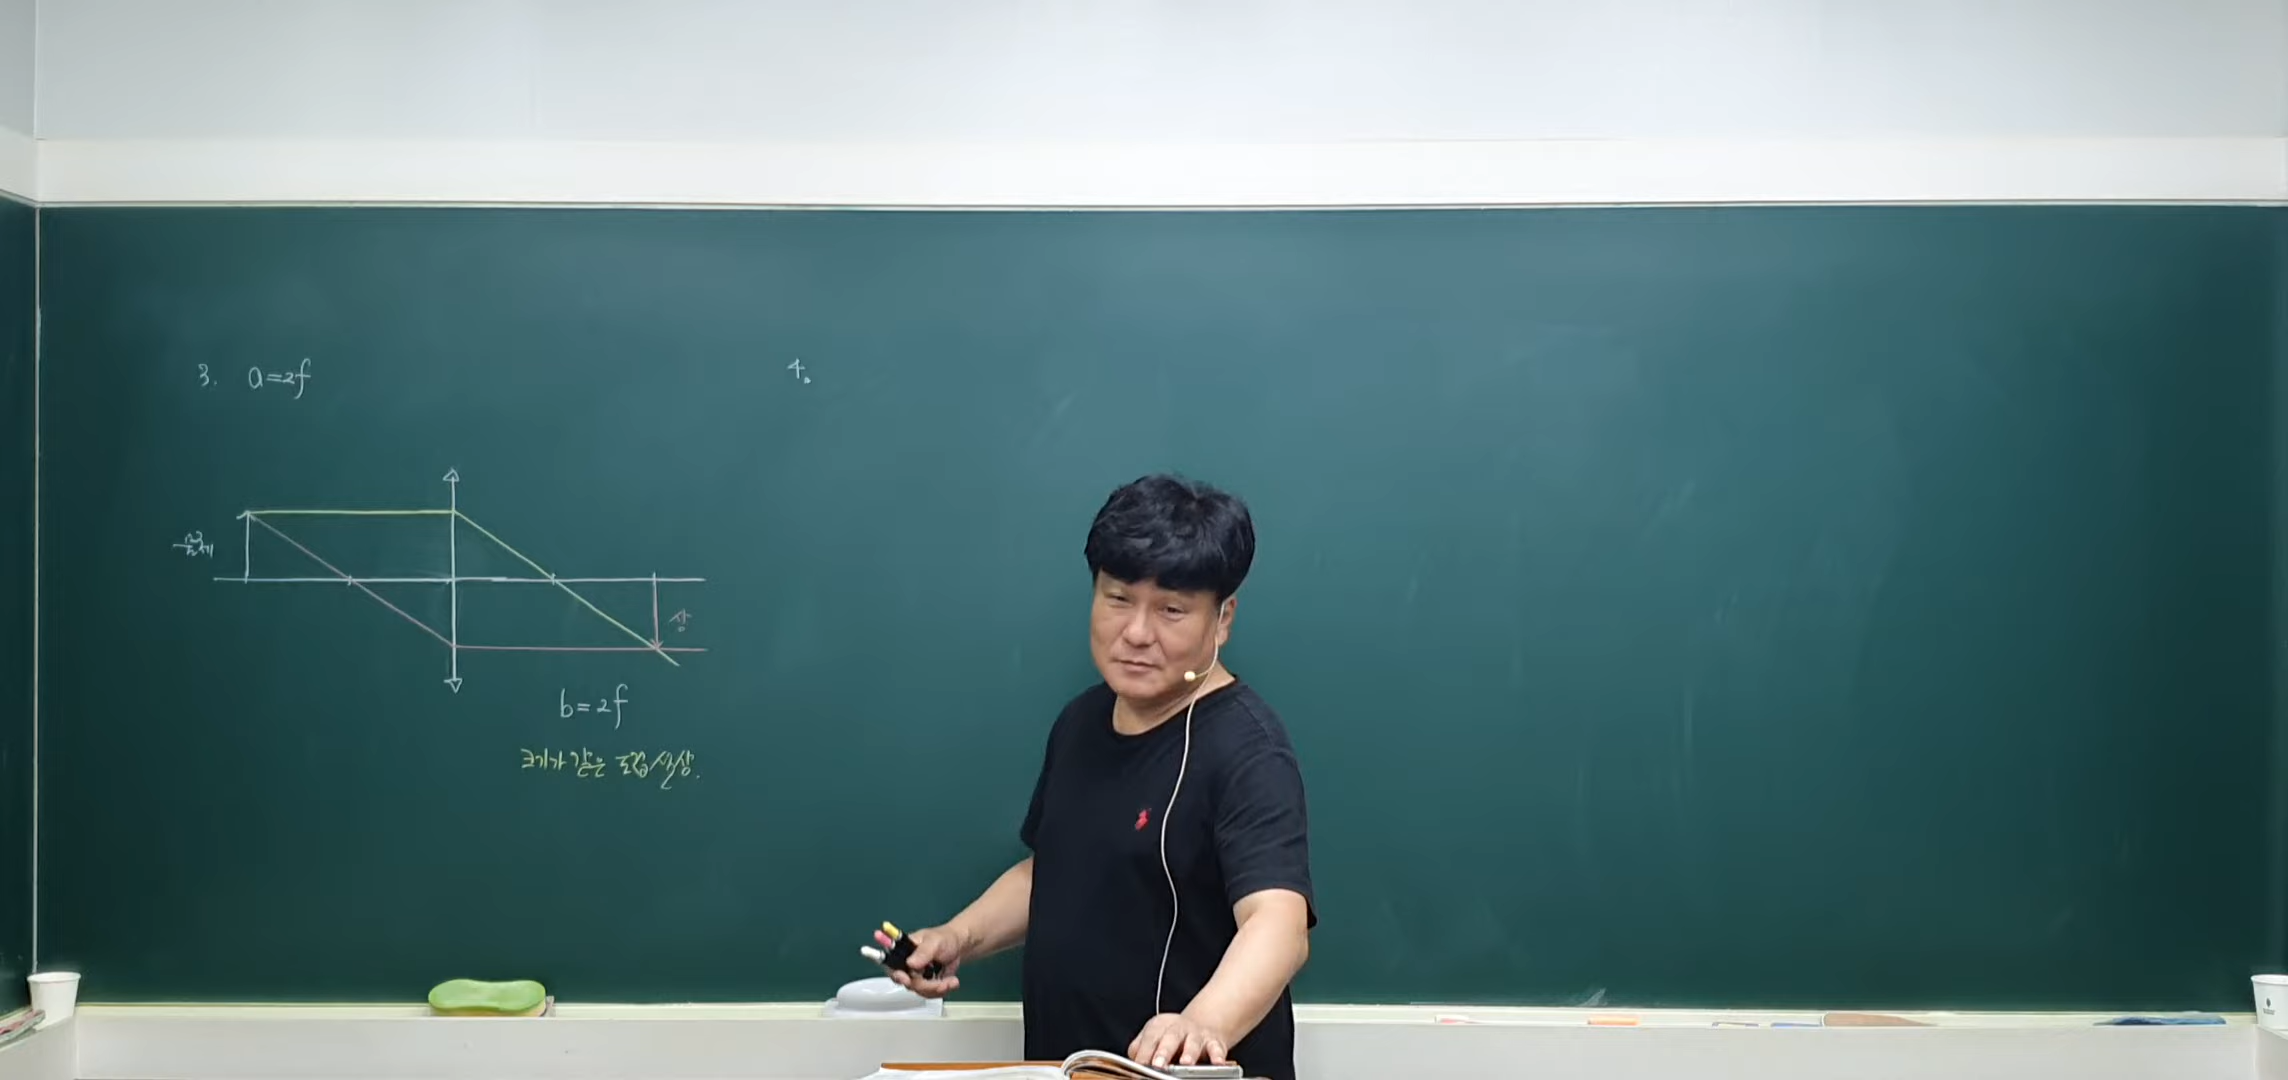 3. a=2f
4.
물체
상
b=2f
크기가 같은 도립실상.